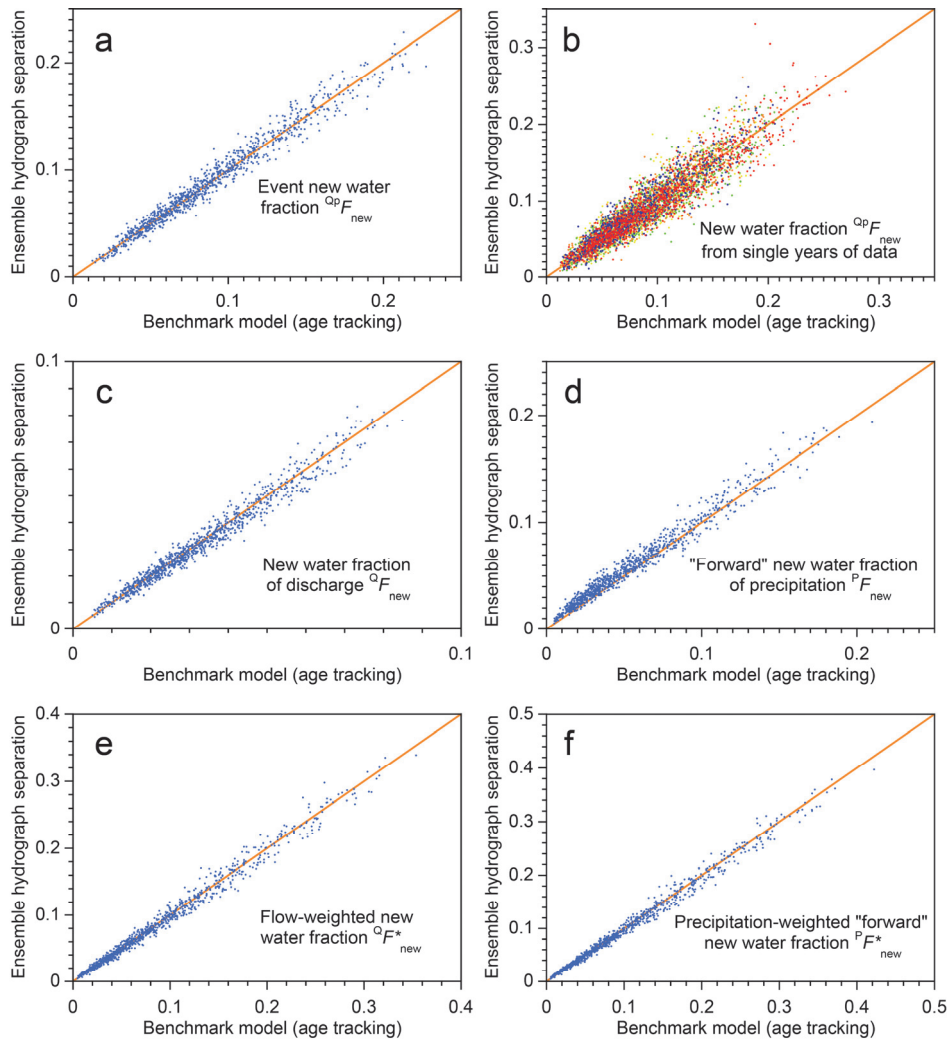 a
Ensemble hydrograph separation
0.2
0.1
0
Event new water
fraction QpFnew
0 0.1 0.2
Benchmark model (age tracking)
b
Ensemble hydrograph separation
0.3
0.2
0.1
0
New water fraction QpFnew
from single years of data
0 0.1 0.2 0.3
Benchmark model (age tracking)
c
Ensemble hydrograph separation
0.1
0
New water fraction
of discharge QFnew
0 0.1
Benchmark model (age tracking)
d
Ensemble hydrograph separation
0.2
0.1
0
"Forward" new water fraction
of precipitation PFnew
0 0.1 0.2
Benchmark model (age tracking)
e
Ensemble hydrograph separation
0.4
0.3
0.2
0.1
0
Flow-weighted new
water fraction QF*new
0 0.1 0.2 0.3 0.4
Benchmark model (age tracking)
f
Ensemble hydrograph separation
0.5
0.4
0.3
0.2
0.1
0
Precipitation-weighted "forward"
new water fraction PF*new
0 0.1 0.2 0.3 0.4 0.5
Benchmark model (age tracking)